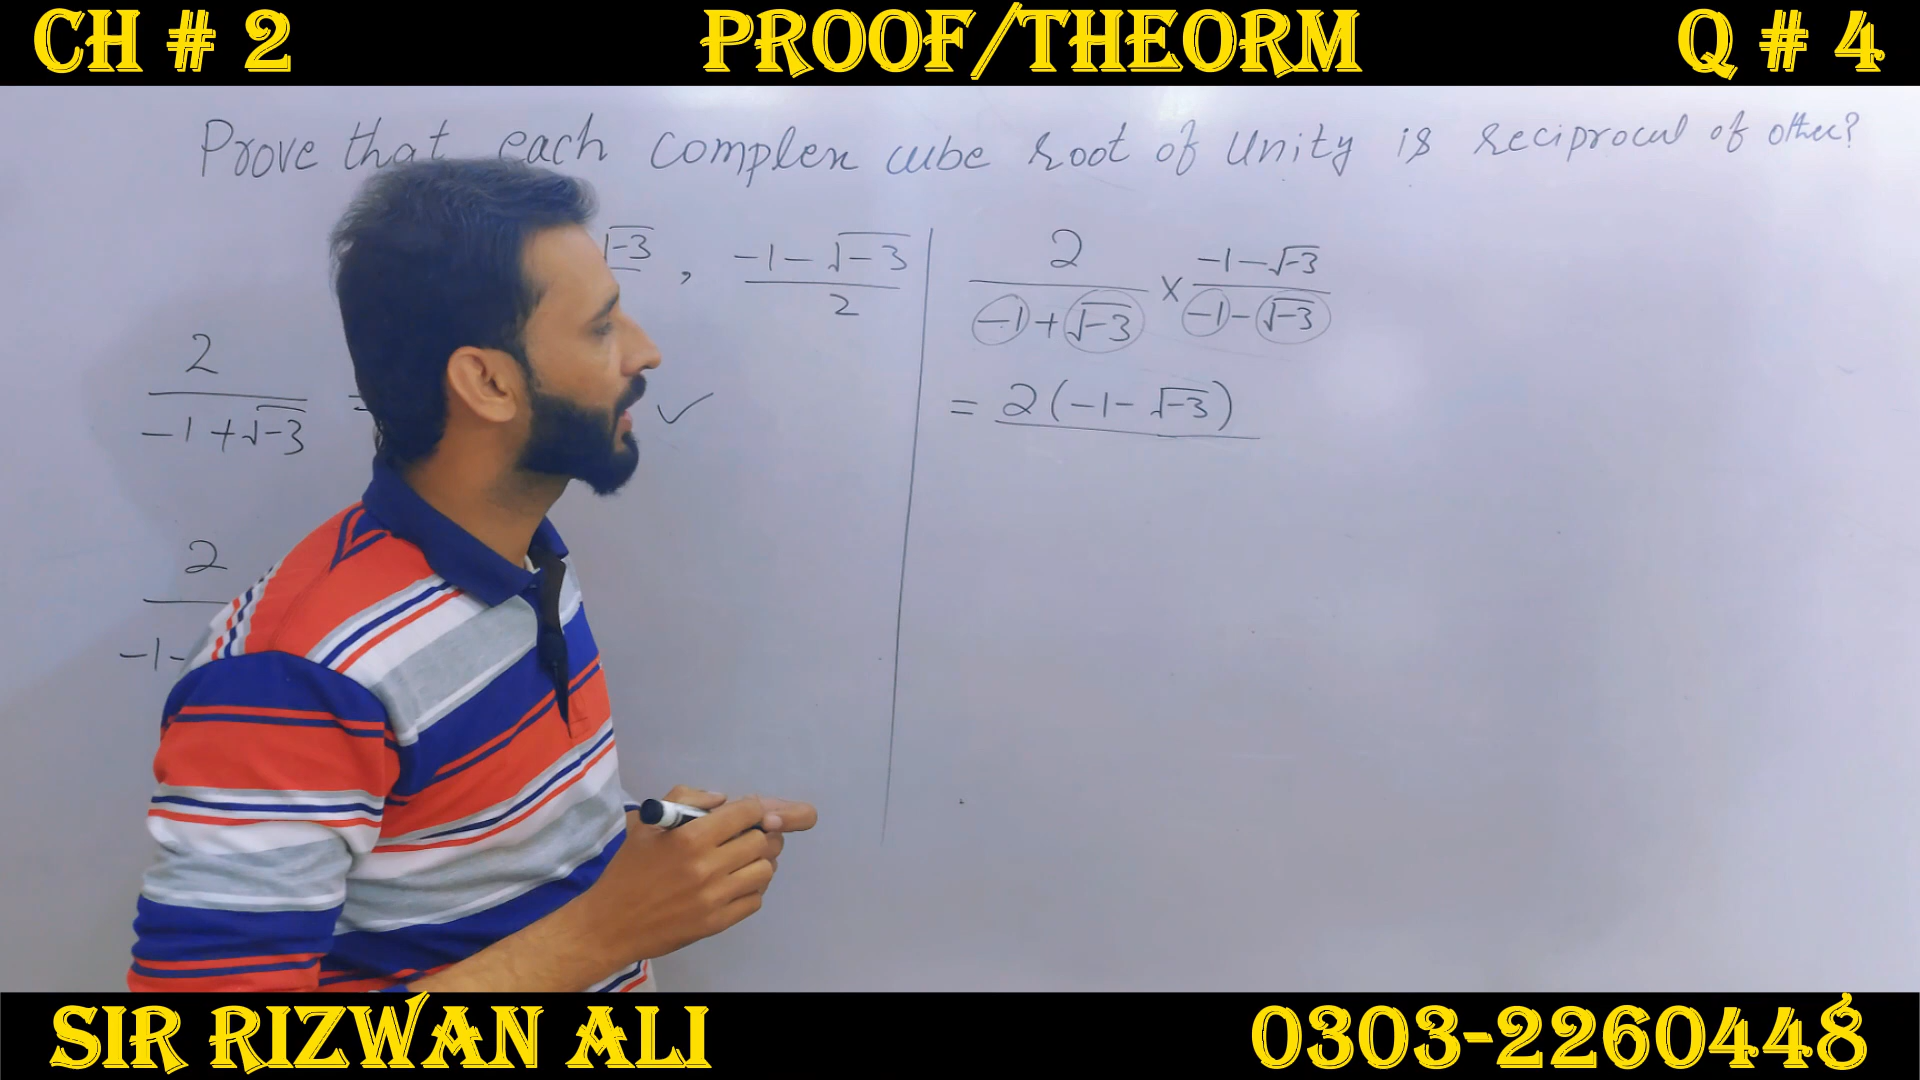 CH # 2 PROOF/THEORM Q # 4
Prove that each complex cube root of Unity is reciprocal of other?
√-3 , -1-√-3 / 2
2 / -1+√-3 = ✓
2 / -1-
2 / -1+√-3 × -1-√-3 / -1-√-3
= 2(-1-√-3)
SIR RIZWAN ALI 0303-2260448